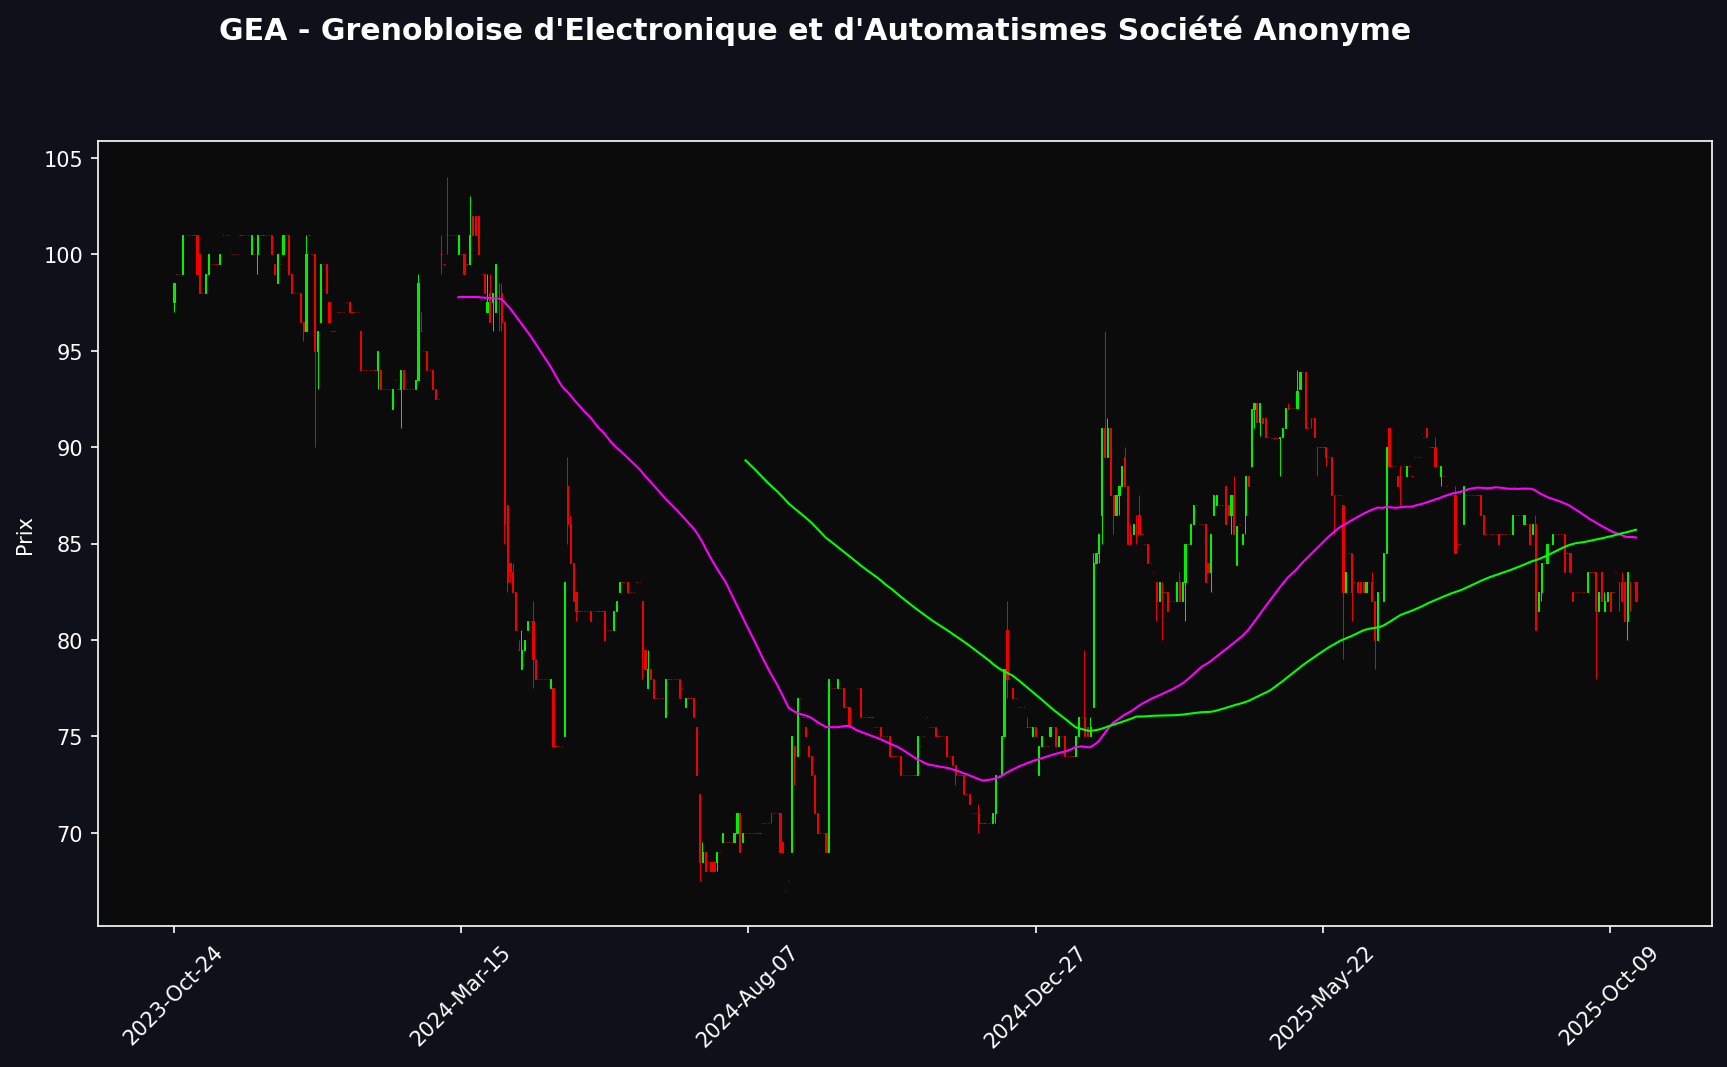 GEA - Grenobloise d'Electronique et d'Automatismes Société Anonyme
105
100
95
90
85
80
75
70
Prix
2023-Oct-24
2024-Mar-15
2024-Aug-07
2024-Dec-27
2025-May-22
2025-Oct-09